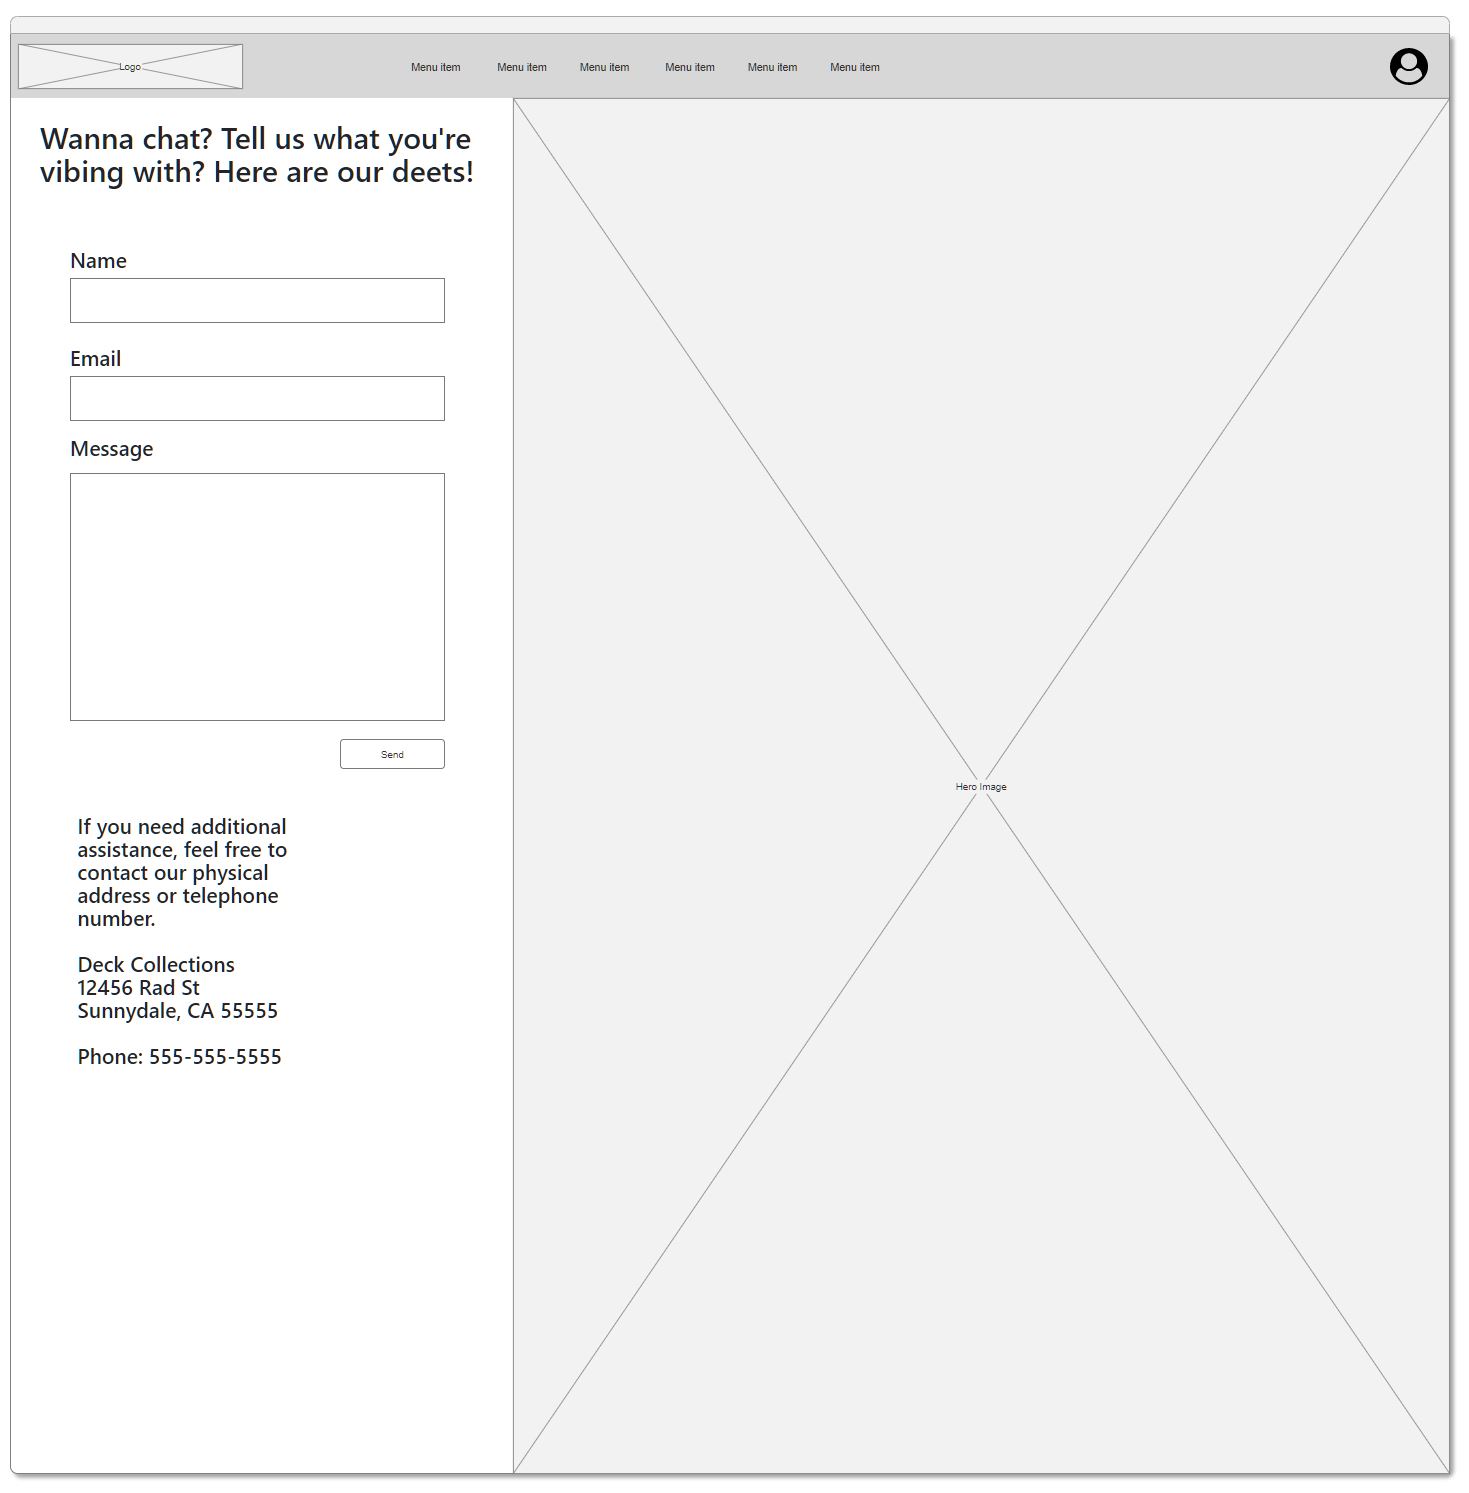 Logo
Menu item Menu item Menu item Menu item Menu item Menu item
Wanna chat? Tell us what you're
vibing with? Here are our deets!
Name
Email
Message
Send
If you need additional
assistance, feel free to
contact our physical
address or telephone
number.
Deck Collections
12456 Rad St
Sunnydale, CA 55555
Phone: 555-555-5555
Hero Image